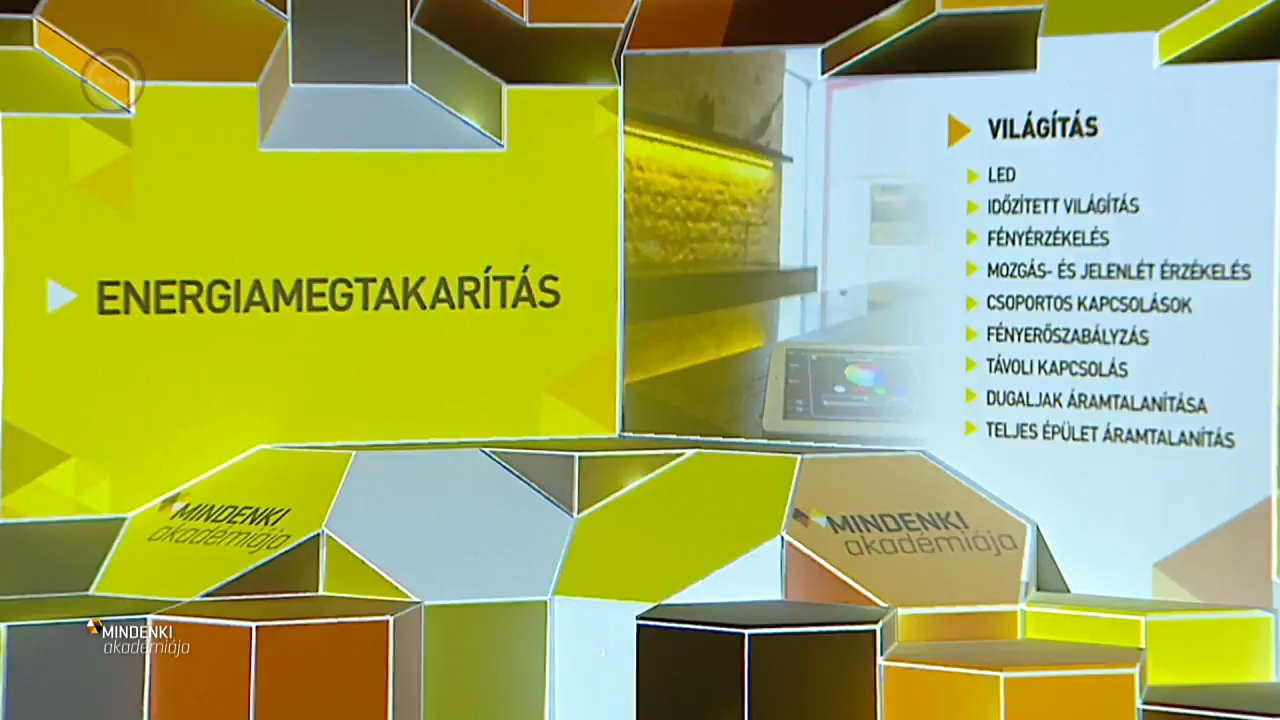 ENERGIAMEGTAKARÍTÁS
VILÁGÍTÁS
LED
IDŐZÍTETT VILÁGÍTÁS
FÉNYÉRZÉKELÉS
MOZGÁS- ÉS JELENLÉT ÉRZÉKELÉS
CSOPORTOS KAPCSOLÁSOK
FÉNYERŐSZABÁLYZÁS
TÁVOLI KAPCSOLÁS
DUGALJAK ÁRAMTALANÍTÁSA
TELJES ÉPÜLET ÁRAMTALANÍTÁS
MINDENKI
akadémiája
MINDENKI
akadémiája
MINDENKI
akadémiája